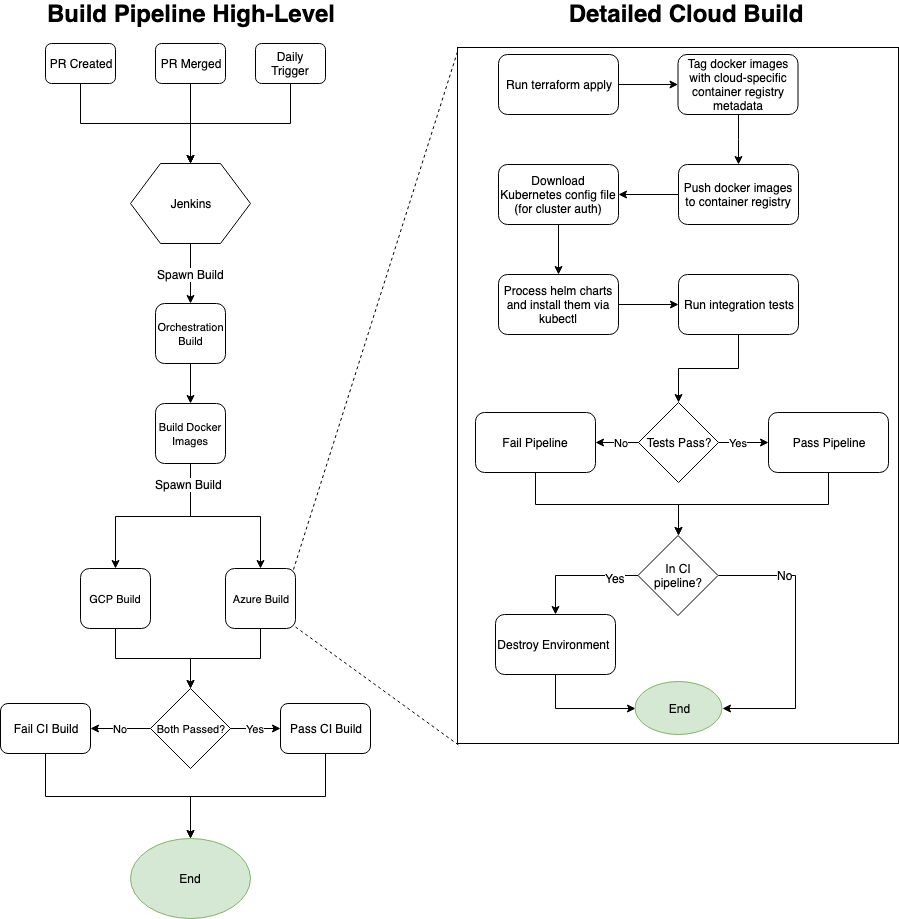 Build Pipeline High-Level
PR Created
PR Merged
Daily
Trigger
Jenkins
Spawn Build
Orchestration
Build
Build Docker
Images
Spawn Build
GCP Build
Azure Build
Both Passed?
No
Yes
Fail CI Build
Pass CI Build
End
Detailed Cloud Build
Run terraform apply
Tag docker images
with cloud-specific
container registry
metadata
Push docker images
to container registry
Download
Kubernetes config file
(for cluster auth)
Process helm charts
and install them via
kubectl
Run integration tests
Tests Pass?
No
Yes
Fail Pipeline
Pass Pipeline
In CI
pipeline?
Yes
No
Destroy Environment
End